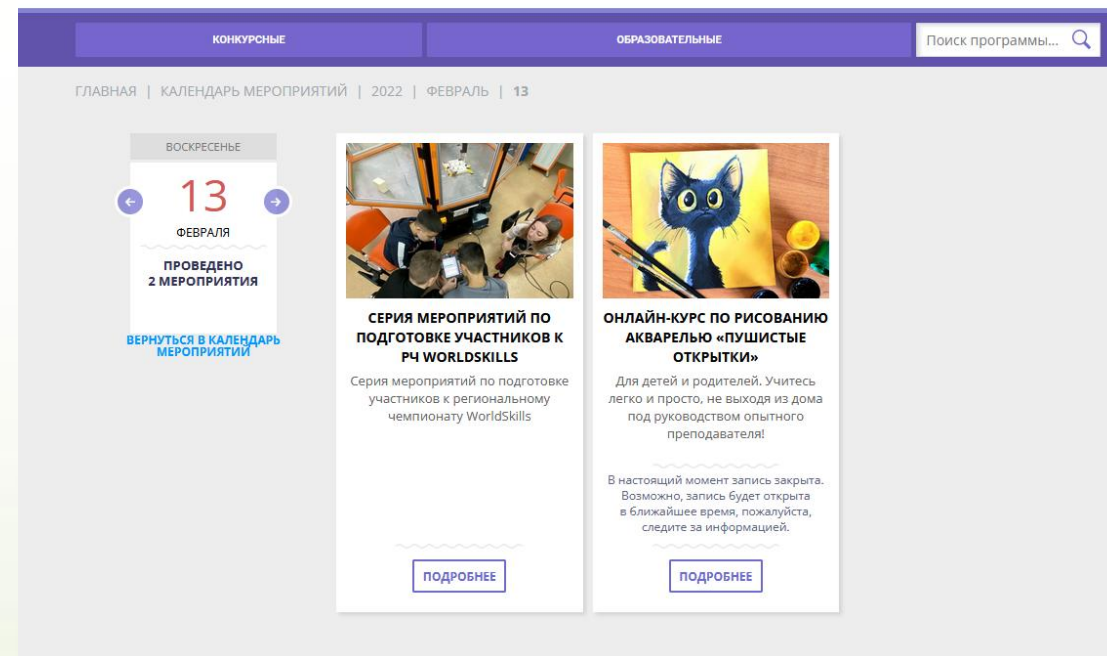 КОНКУРСНЫЕ
ОБРАЗОВАТЕЛЬНЫЕ
Поиск программы...
ГЛАВНАЯ | КАЛЕНДАРЬ МЕРОПРИЯТИЙ | 2022 | ФЕВРАЛЬ | 13
ВОСКРЕСЕНЬЕ
13
ФЕВРАЛЯ
ПРОВЕДЕНО
2 МЕРОПРИЯТИЯ
ВЕРНУТЬСЯ В КАЛЕНДАРЬ
МЕРОПРИЯТИЙ
СЕРИЯ МЕРОПРИЯТИЙ ПО
ПОДГОТОВКЕ УЧАСТНИКОВ К
РЧ WORLDSKILLS
Серия мероприятий по подготовке
участников к региональному
чемпионату WorldSkills
ПОДРОБНЕЕ
ОНЛАЙН-КУРС ПО РИСОВАНИЮ
АКВАРЕЛЬЮ «ПУШИСТЫЕ
ОТКРЫТКИ»
Для детей и родителей. Учитесь
легко и просто, не выходя из дома
под руководством опытного
преподавателя!
В настоящий момент запись закрыта.
Возможно, запись будет открыта
в ближайшее время, пожалуйста,
следите за информацией.
ПОДРОБНЕЕ